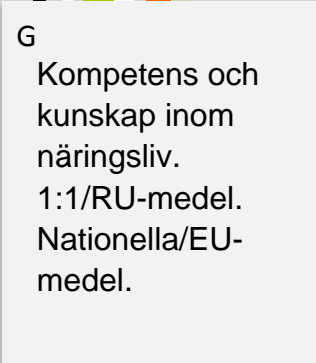 G
Kompetens och
kunskap inom
näringsliv.
1:1/RU-medel.
Nationella/EU-
medel.